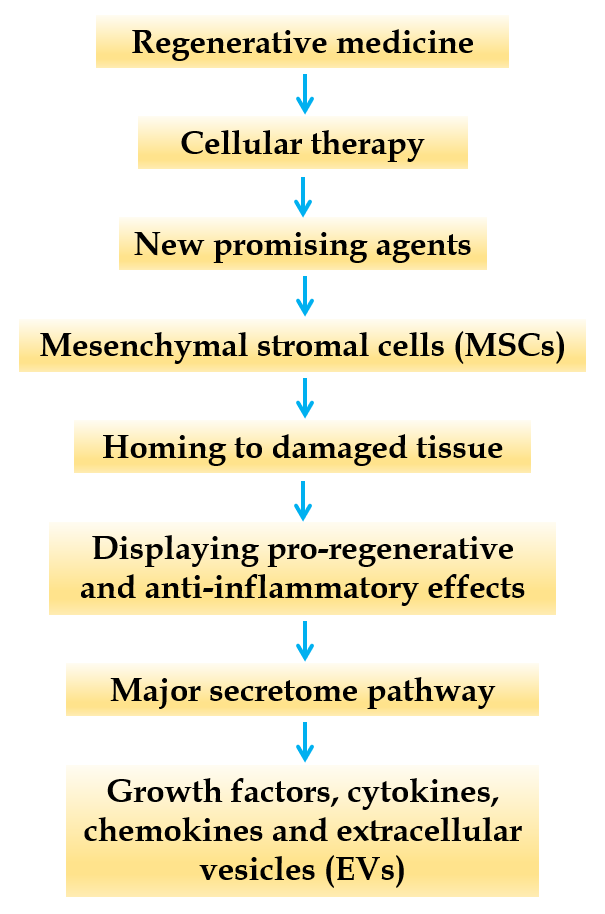 Regenerative medicine
Cellular therapy
New promising agents
Mesenchymal stromal cells (MSCs)
Homing to damaged tissue
Displaying pro-regenerative
and anti-inflammatory effects
Major secretome pathway
Growth factors, cytokines,
chemokines and extracellular
vesicles (EVs)